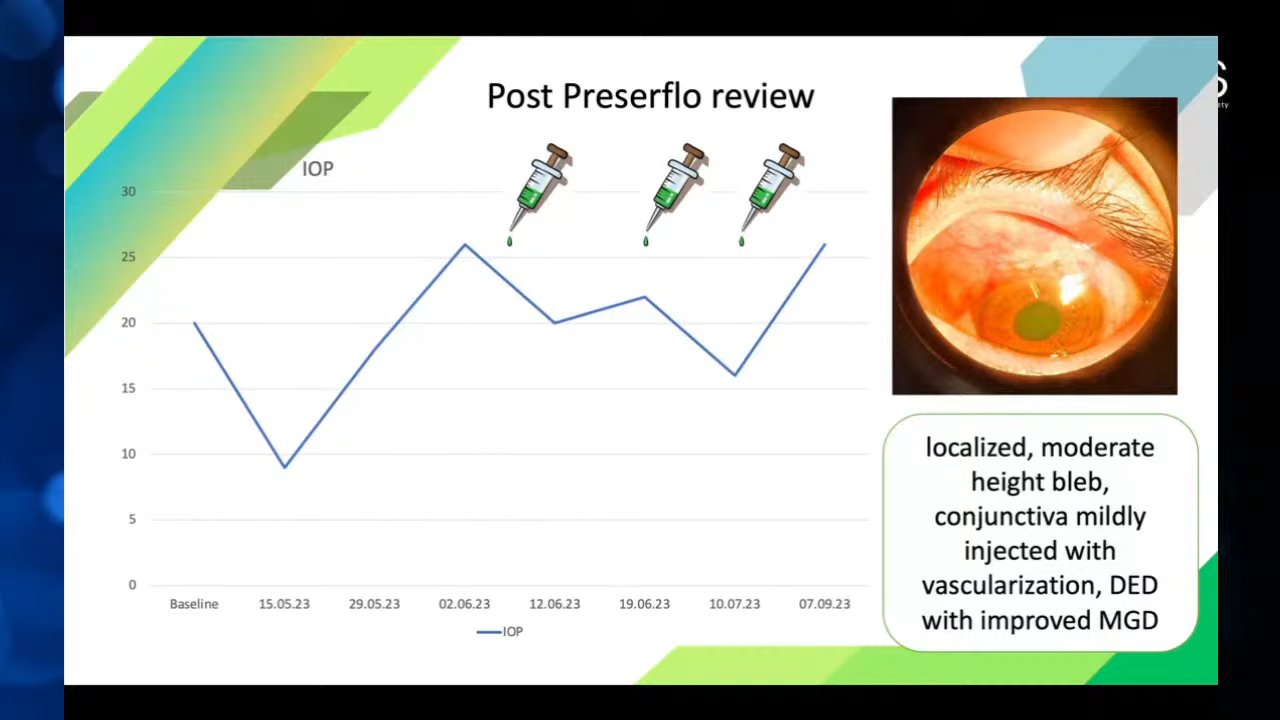 Post Preserflo review
IOP
30
25
20
15
10
5
0
Baseline
15.05.23
29.05.23
02.06.23
12.06.23
19.06.23
10.07.23
07.09.23
IOP
localized, moderate
height bleb,
conjunctiva mildly
injected with
vascularization, DED
with improved MGD